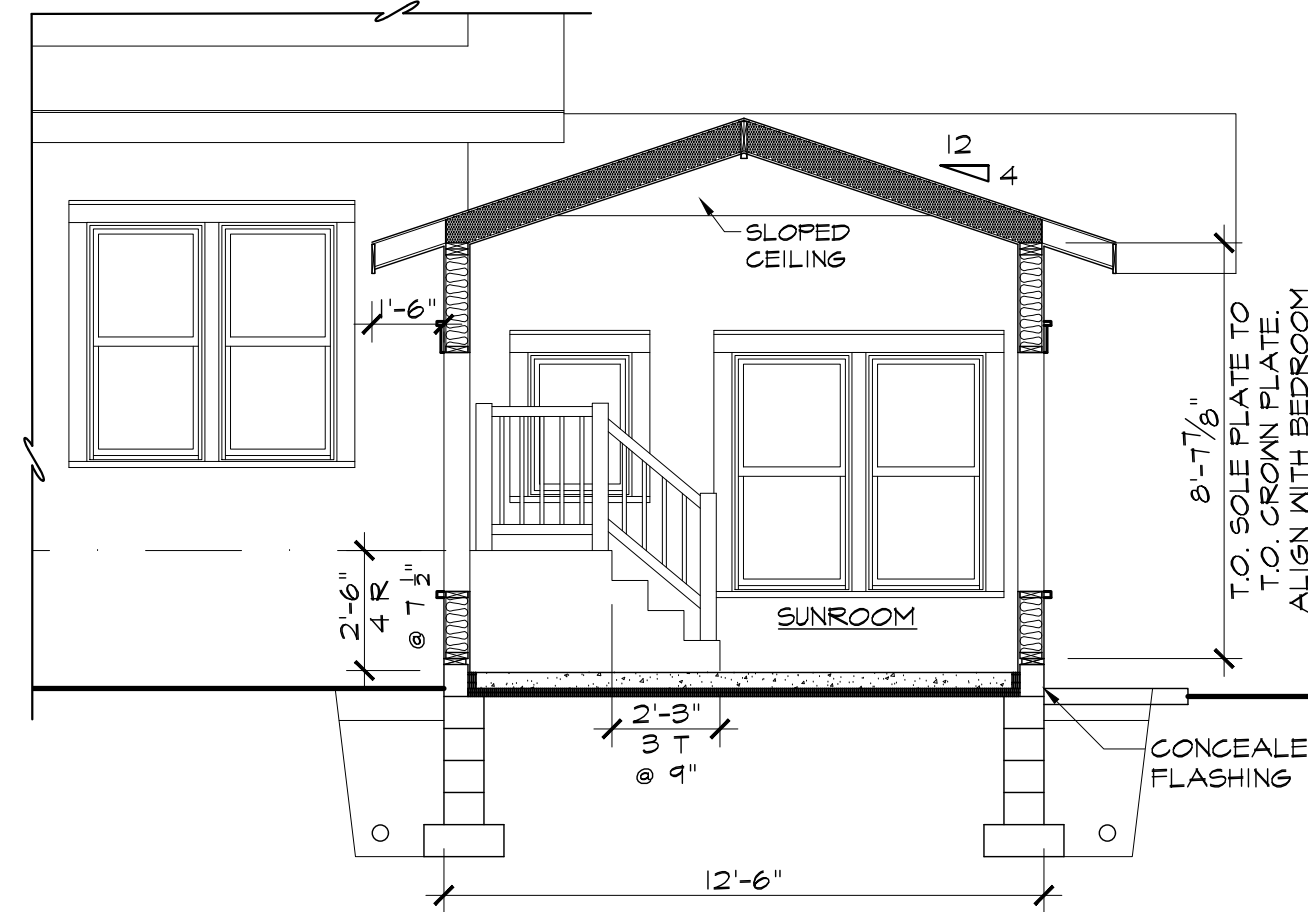 12
4
SLOPED
CEILING
1'-6"
8'-7 7/8"
T.O. SOLE PLATE TO
T.O. CROWN PLATE.
ALIGN WITH BEDROOM
2'-6"
4 R
@ 7 1/2"
SUNROOM
2'-3"
3 T
@ 9"
CONCEALE
FLASHING
12'-6"